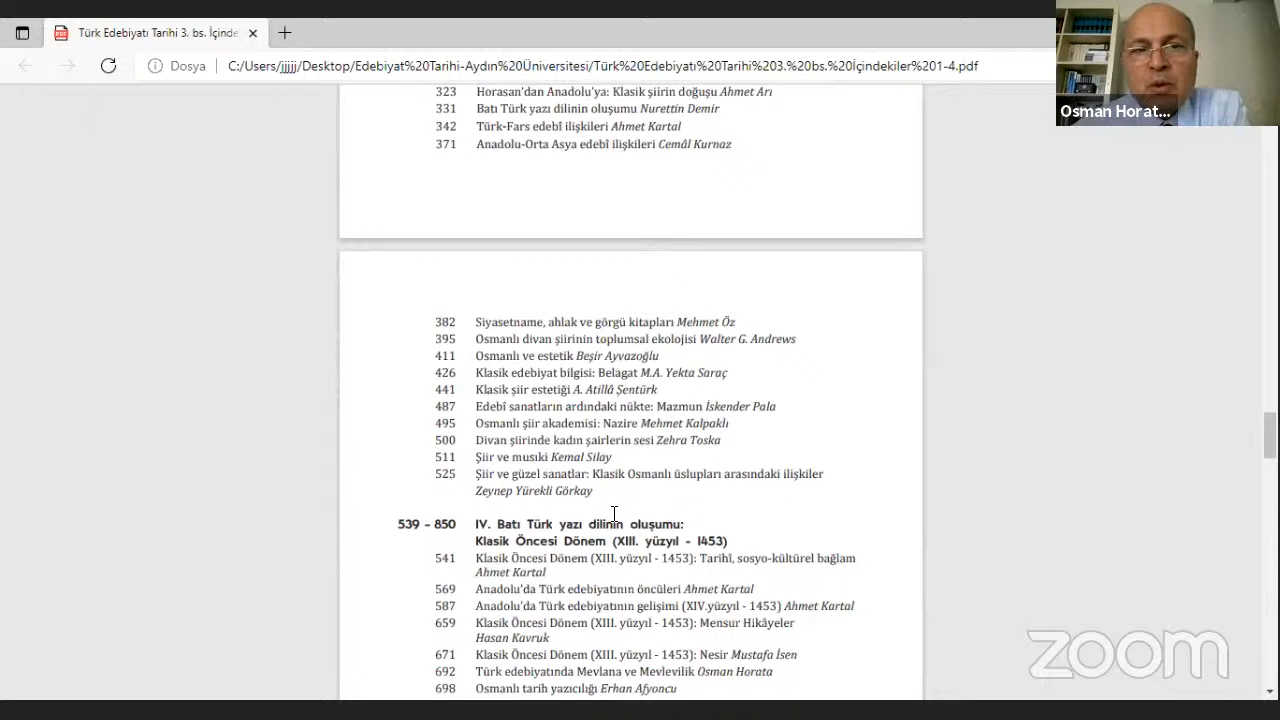 Türk Edebiyatı Tarihi 3. bs. İçinde
Dosya
C:/Users/jjjjj/Desktop/Edebiyat%20Tarihi-Aydın%20Üniversitesi/Türk%20Edebiyatı%20Tarihi%203.%20bs.%20İçindekiler%201-4.pdf
Osman Horat...
323 Horasan'dan Anadolu'ya: Klasik şiirin doğuşu Ahmet Arı
331 Batı Türk yazı dilinin oluşumu Nurettin Demir
342 Türk-Fars edebî ilişkileri Ahmet Kartal
371 Anadolu-Orta Asya edebî ilişkileri Cemâl Kurnaz
382 Siyasetname, ahlak ve görgü kitapları Mehmet Öz
395 Osmanlı divan şiirinin toplumsal ekolojisi Walter G. Andrews
411 Osmanlı ve estetik Beşir Ayvazoğlu
426 Klasik edebiyat bilgisi: Belagat M.A. Yekta Saraç
441 Klasik şiir estetiği A. Atillâ Şentürk
487 Edebî sanatların ardındaki nükte: Mazmun İskender Pala
495 Osmanlı şiir akademisi: Nazire Mehmet Kalpaklı
500 Divan şiirinde kadın şairlerin sesi Zehra Toska
511 Şiir ve musıki Kemal Silay
525 Şiir ve güzel sanatlar: Klasik Osmanlı üslupları arasındaki ilişkiler
Zeynep Yürekli Görkay
539 – 850 IV. Batı Türk yazı dilinin oluşumu:
Klasik Öncesi Dönem (XIII. yüzyıl - 1453)
541 Klasik Öncesi Dönem (XIII. yüzyıl - 1453): Tarihî, sosyo-kültürel bağlam
Ahmet Kartal
569 Anadolu'da Türk edebiyatının öncüleri Ahmet Kartal
587 Anadolu'da Türk edebiyatının gelişimi (XIV.yüzyıl - 1453) Ahmet Kartal
659 Klasik Öncesi Dönem (XIII. yüzyıl - 1453): Mensur Hikâyeler
Hasan Kavruk
671 Klasik Öncesi Dönem (XIII. yüzyıl - 1453): Nesir Mustafa İsen
692 Türk edebiyatında Mevlana ve Mevlevilik Osman Horata
698 Osmanlı tarih yazıcılığı Erhan Afyoncu
zoom